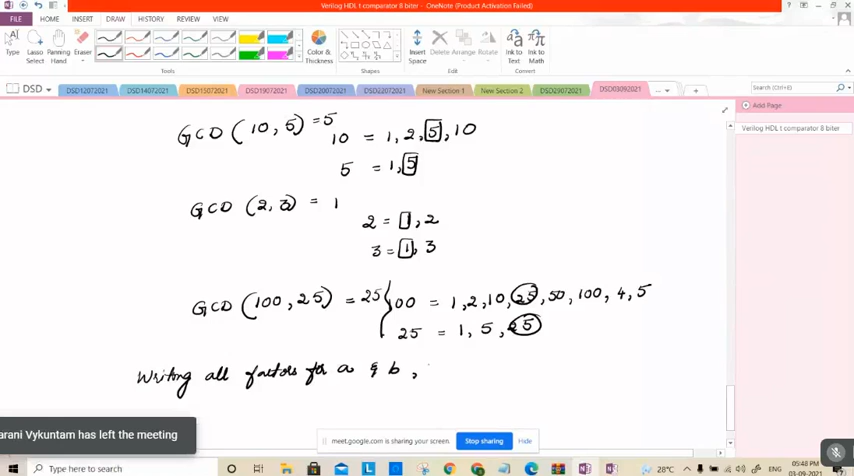 Verilog HDL t comparator 8 biter - OneNote (Product Activation Failed)
FILE HOME INSERT DRAW HISTORY REVIEW VIEW
Type Lasso Select Panning Hand Eraser Color & Thickness Insert Space Delete Arrange Rotate Ink to Text Ink to Math
Tools Shapes Edit Convert
DSD DSD12072021 DSD14072021 DSD15072021 DSD19072021 DSD20072021 DSD22072021 New Section 1 New Section 2 DSD29072021 DSD03092021 ... + Search (Ctrl+E)
Add Page
Verilog HDL t comparator 8 biter
GCD (10, 5) = 5
10 = 1, 2, 5, 10
5 = 1, 5
GCD (2, 3) = 1
2 = 1, 2
3 = 1, 3
GCD (100, 25) = 25
100 = 1, 2, 10, 25, 50, 100, 4, 5
25 = 1, 5, 25
Writing all factors for a & b ,
arani Vykuntam has left the meeting
meet.google.com is sharing your screen. Stop sharing Hide
Type here to search
28°C
05:48 PM
03-09-2021